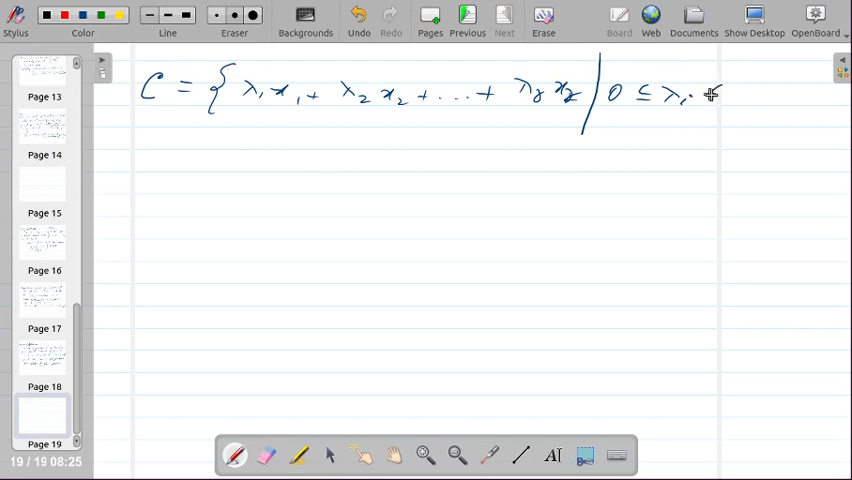 Stylus Color Line Eraser Backgrounds Undo Redo Pages Previous Next Erase Board Web Documents Show Desktop OpenBoard
C = { λ₁x₁ + λ₂x₂ + ... + λᵣxᵣ | 0 ≤ λᵢ
Page 13
Page 14
Page 15
Page 16
Page 17
Page 18
Page 19
19 / 19 08:25